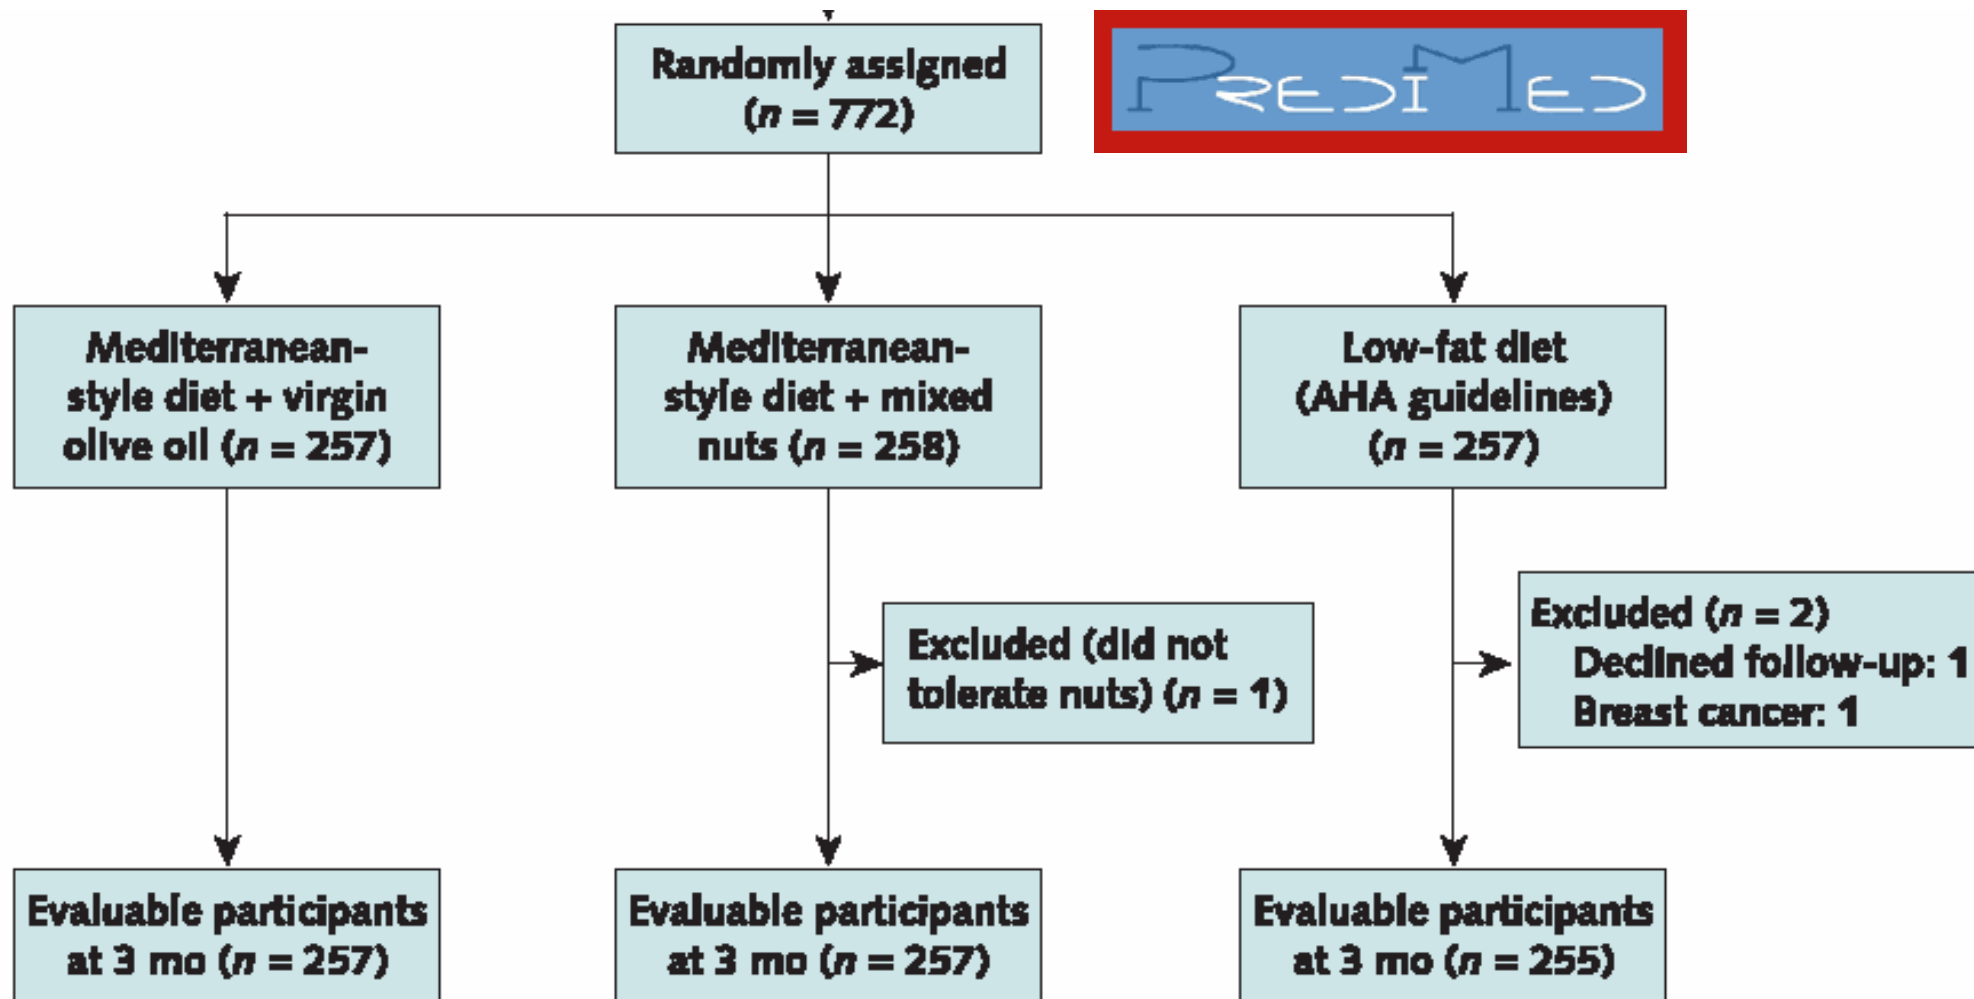 Randomly assigned
(n = 772)
PREDIMED
Mediterranean-
style diet + virgin
olive oil (n = 257)
Mediterranean-
style diet + mixed
nuts (n = 258)
Low-fat diet
(AHA guidelines)
(n = 257)
Excluded (did not
tolerate nuts) (n = 1)
Excluded (n = 2)
Declined follow-up: 1
Breast cancer: 1
Evaluable participants
at 3 mo (n = 257)
Evaluable participants
at 3 mo (n = 257)
Evaluable participants
at 3 mo (n = 255)